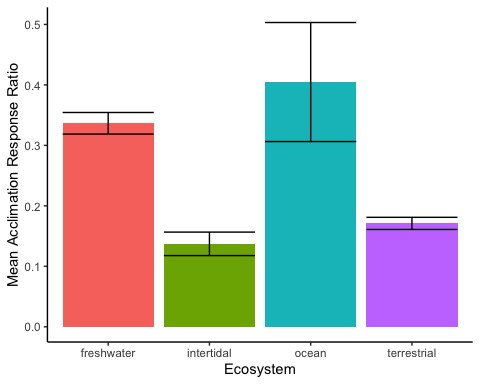 Mean Acclimation Response Ratio
0.5
0.4
0.3
0.2
0.1
0.0
freshwater intertidal ocean terrestrial
Ecosystem